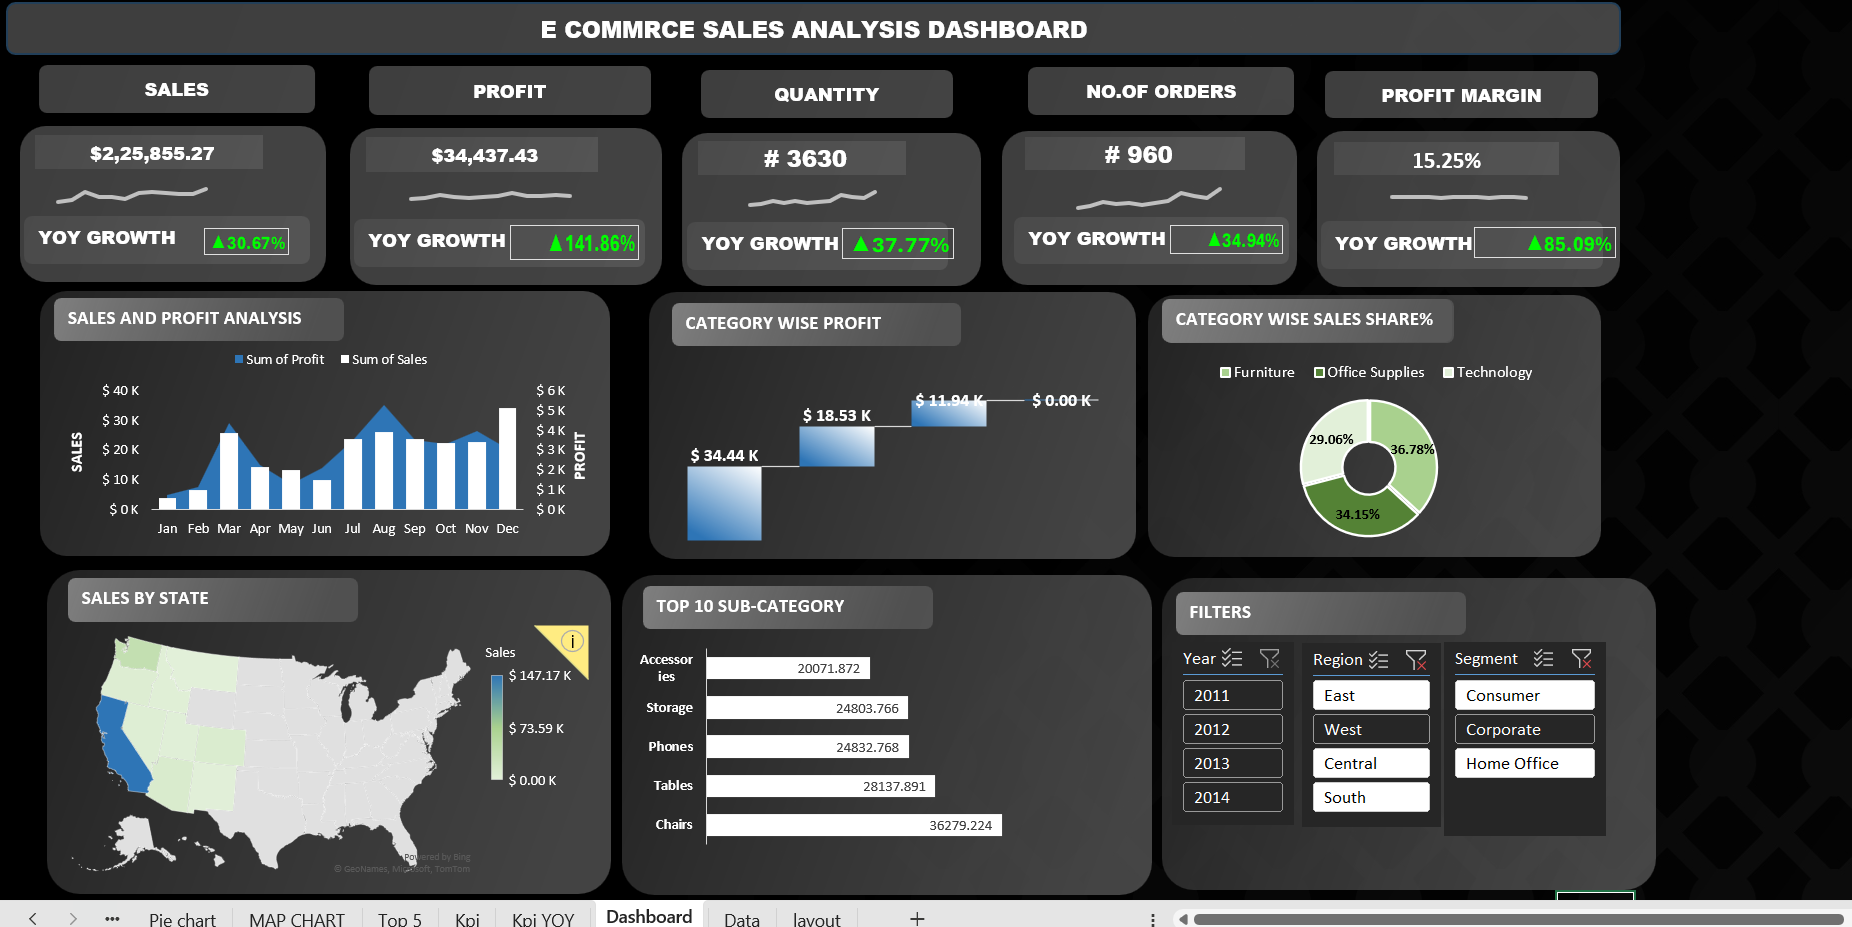 E COMMRCE SALES ANALYSIS DASHBOARD
SALES
PROFIT
QUANTITY
NO.OF ORDERS
PROFIT MARGIN
$2,25,855.27
$34,437.43
# 3630
# 960
15.25%
YOY GROWTH ▲30.67%
YOY GROWTH ▲141.86%
YOY GROWTH ▲37.77%
YOY GROWTH ▲34.94%
YOY GROWTH ▲85.09%
SALES AND PROFIT ANALYSIS
Sum of Profit Sum of Sales
$ 40 K
$ 30 K
$ 20 K
$ 10 K
$ 0 K
SALES
$ 6 K
$ 5 K
$ 4 K
$ 3 K
$ 2 K
$ 1 K
$ 0 K
PROFIT
Jan Feb Mar Apr May Jun Jul Aug Sep Oct Nov Dec
CATEGORY WISE PROFIT
$ 34.44 K
$ 18.53 K
$ 11.94 K
$ 0.00 K
CATEGORY WISE SALES SHARE%
Furniture Office Supplies Technology
29.06%
36.78%
34.15%
SALES BY STATE
Sales
$ 147.17 K
$ 73.59 K
$ 0.00 K
i
Powered by Bing
© GeoNames, Microsoft, TomTom
TOP 10 SUB-CATEGORY
Accessor
ies
20071.872
Storage
24803.766
Phones
24832.768
Tables
28137.891
Chairs
36279.224
FILTERS
Year
2011
2012
2013
2014
Region
East
West
Central
South
Segment
Consumer
Corporate
Home Office
Pie chart MAP CHART Top 5 Kpi Kpi YOY Dashboard Data layout